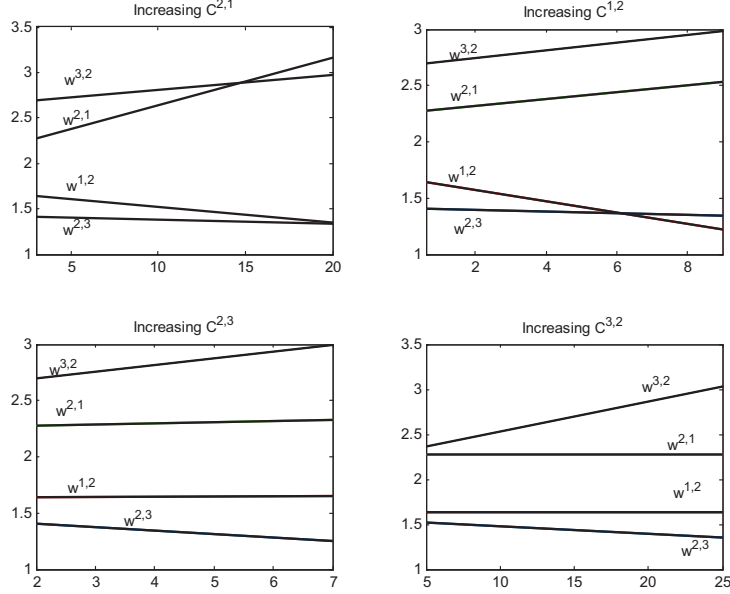 Increasing C^2,1
3.5
3
2.5
2
1.5
1
w^3,2
w^2,1
w^1,2
w^2,3
5
10
15
20
Increasing C^1,2
3
2.5
2
1.5
1
w^3,2
w^2,1
w^1,2
w^2,3
2
4
6
8
Increasing C^2,3
3
2.5
2
1.5
1
w^3,2
w^2,1
w^1,2
w^2,3
2
3
4
5
6
7
Increasing C^3,2
3.5
3
2.5
2
1.5
1
w^3,2
w^2,1
w^1,2
w^2,3
5
10
15
20
25